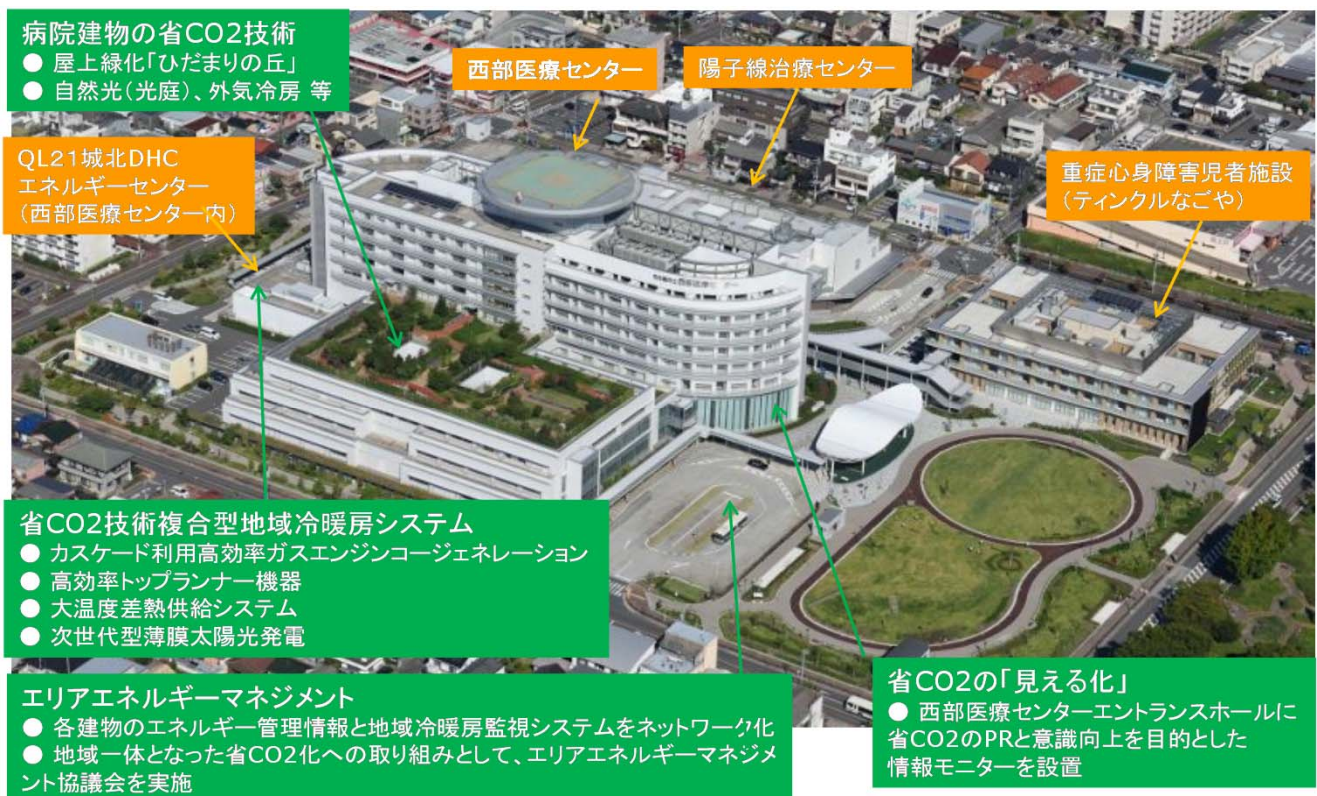 病院建物の省CO2技術
● 屋上緑化「ひだまりの丘」
● 自然光(光庭)、外気冷房 等
西部医療センター
陽子線治療センター
QL21城北DHC
エネルギーセンター
(西部医療センター内)
重症心身障害児者施設
(ティンクルなごや)
省CO2技術複合型地域冷暖房システム
● カスケード利用高効率ガスエンジンコージェネレーション
● 高効率トップランナー機器
● 大温度差熱供給システム
● 次世代型薄膜太陽光発電
エリアエネルギーマネジメント
● 各建物のエネルギー管理情報と地域冷暖房監視システムをネットワーク化
● 地域一体となった省CO2化への取り組みとして、エリアエネルギーマネジメ
ント協議会を実施
省CO2の「見える化」
● 西部医療センターエントランスホールに
省CO2のPRと意識向上を目的とした
情報モニターを設置